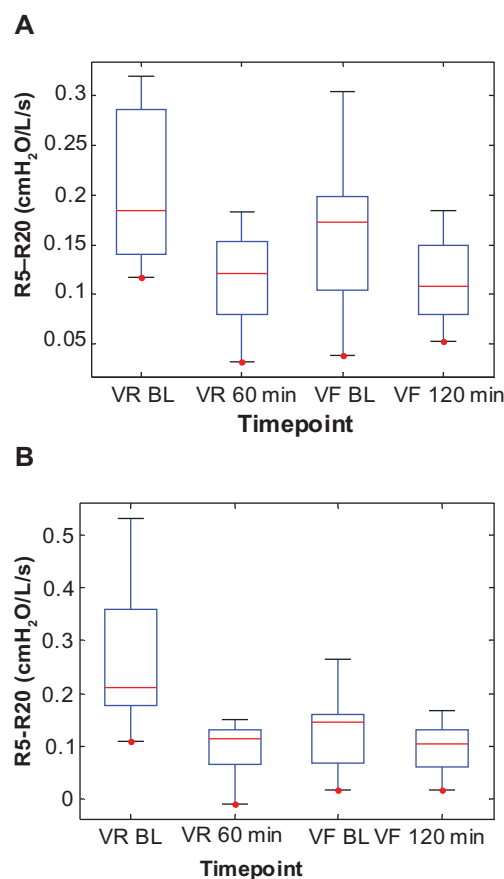 A
R5–R20 (cmH₂O/L/s)
0.3
0.25
0.2
0.15
0.1
0.05
VR BL VR 60 min VF BL VF 120 min
Timepoint
B
R5-R20 (cmH₂O/L/s)
0.5
0.4
0.3
0.2
0.1
0
VR BL VR 60 min VF BL VF 120 min
Timepoint